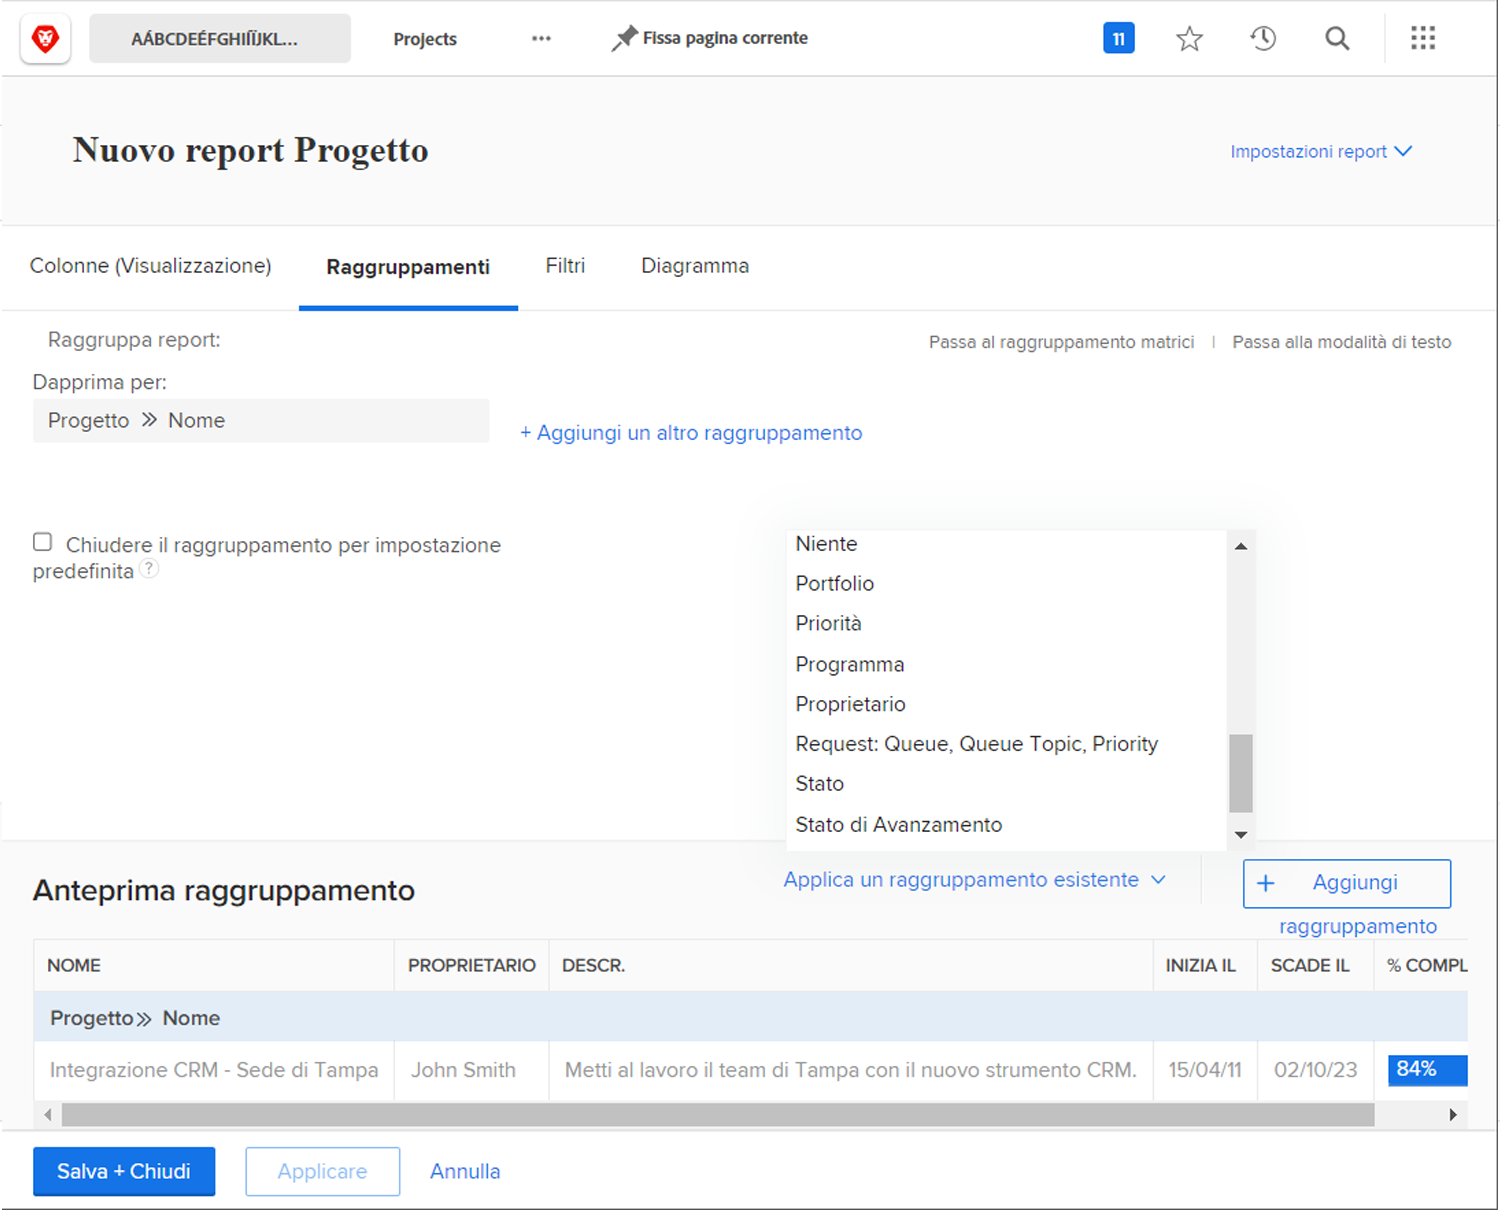 AÁBCDEÉFGHIÍÏJKL...
Projects
Fissa pagina corrente
11
Nuovo report Progetto
Impostazioni report
Colonne (Visualizzazione)
Raggruppamenti
Filtri
Diagramma
Raggruppa report:
Passa al raggruppamento matrici | Passa alla modalità di testo
Dapprima per:
Progetto » Nome
+ Aggiungi un altro raggruppamento
Chiudere il raggruppamento per impostazione
predefinita ?
Niente
Portfolio
Priorità
Programma
Proprietario
Request: Queue, Queue Topic, Priority
Stato
Stato di Avanzamento
Anteprima raggruppamento
Applica un raggruppamento esistente
+ Aggiungi
raggruppamento
NOME PROPRIETARIO DESCR. INIZIA IL SCADE IL % COMPL
Progetto » Nome
Integrazione CRM - Sede di Tampa John Smith Metti al lavoro il team di Tampa con il nuovo strumento CRM. 15/04/11 02/10/23 84%
Salva + Chiudi
Applicare
Annulla